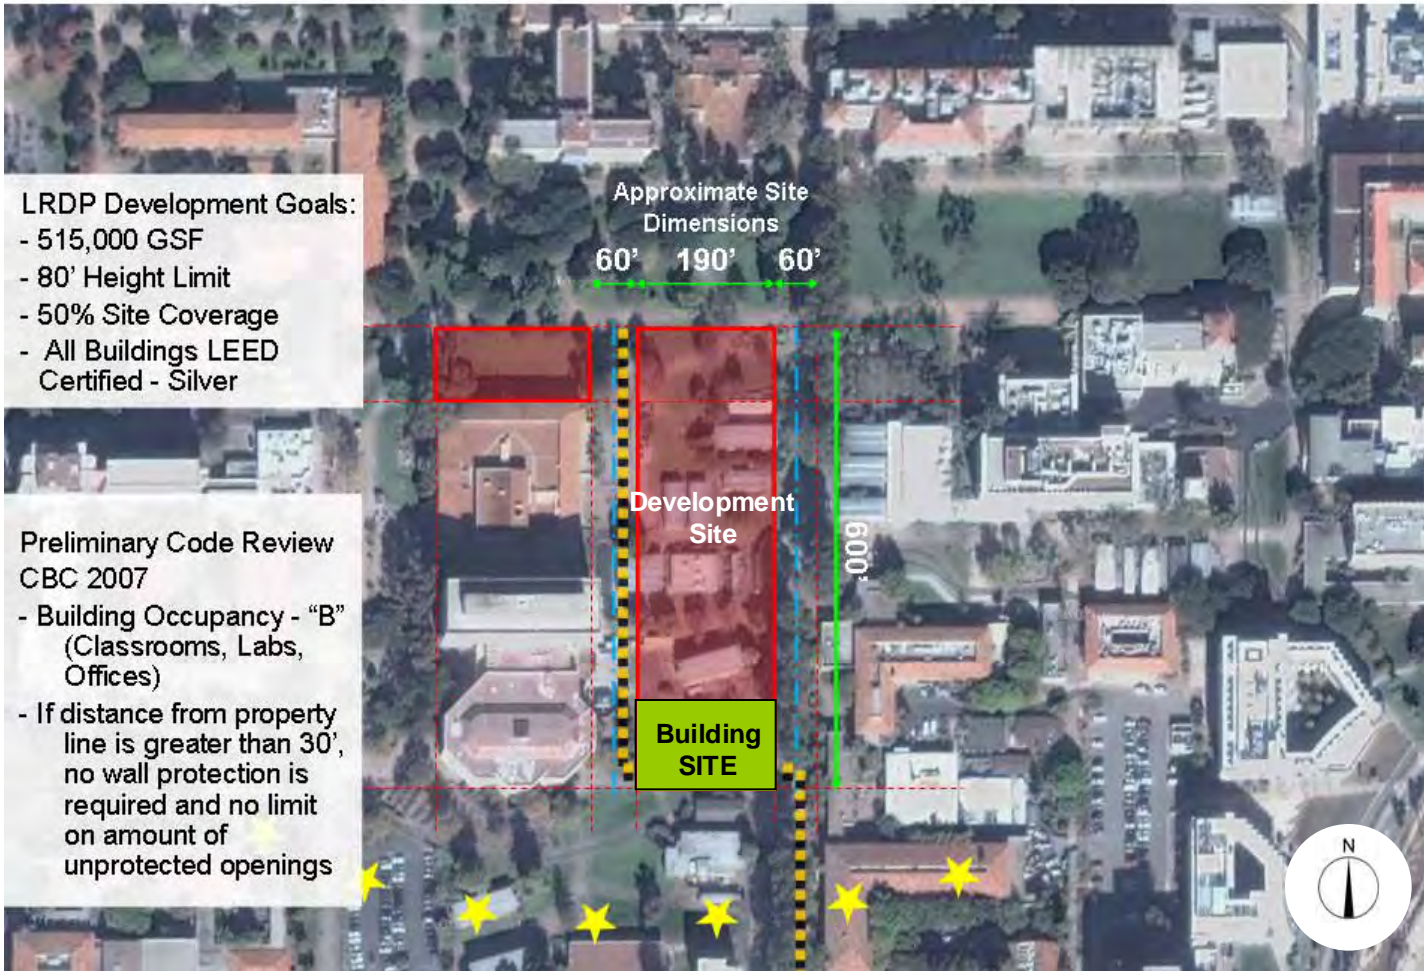 LRDP Development Goals:
- 515,000 GSF
- 80' Height Limit
- 50% Site Coverage
- All Buildings LEED
Certified - Silver
Preliminary Code Review
CBC 2007
- Building Occupancy - “B”
(Classrooms, Labs,
Offices)
- If distance from property
line is greater than 30’,
no wall protection is
required and no limit
on amount of
unprotected openings
Approximate Site
Dimensions
60’ 190’ 60’
600’
Development
Site
Building
SITE
N